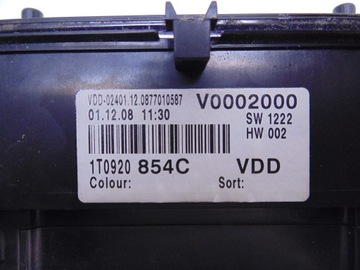 VDD-02401.12.0877010587 V0002000
01.12.08 11:30 SW 1222
HW 002
1T0920 854C VDD
Colour: Sort: